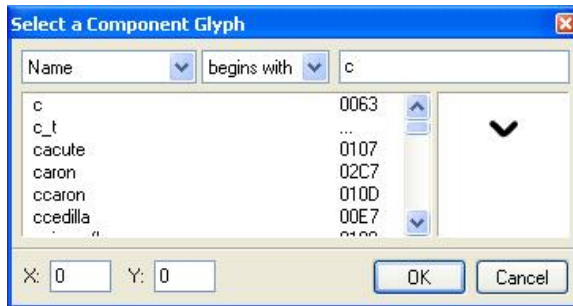 Select a Component Glyph
Name begins with c
c 0063
c_t ...
cacute 0107
caron 02C7
ccaron 010D
ccedilla 00E7
X: 0 Y: 0 OK Cancel